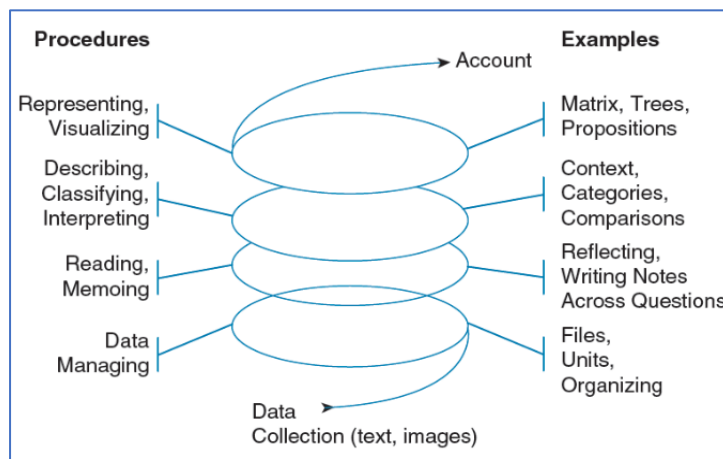 Procedures
Examples
Account
Representing,
Visualizing
Matrix, Trees,
Propositions
Describing,
Classifying,
Interpreting
Context,
Categories,
Comparisons
Reading,
Memoing
Reflecting,
Writing Notes
Across Questions
Data
Managing
Files,
Units,
Organizing
Data
Collection (text, images)